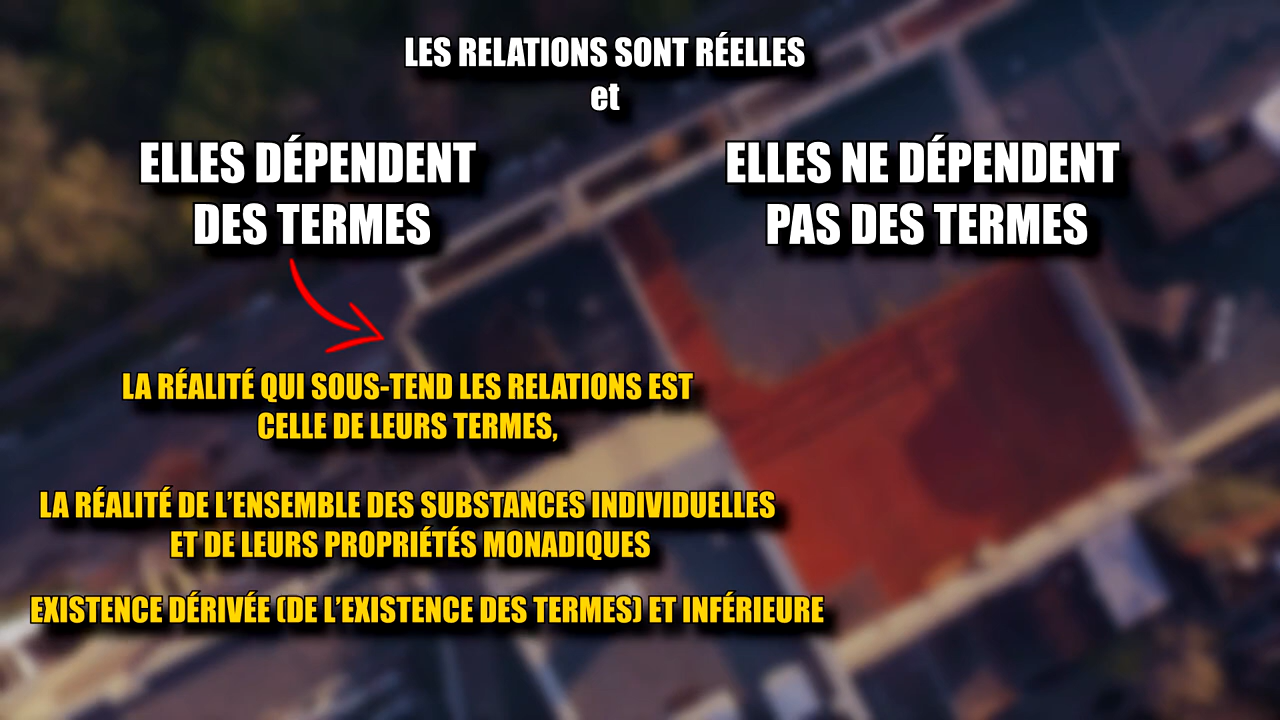 LES RELATIONS SONT RÉELLES
et
ELLES DÉPENDENT
DES TERMES
ELLES NE DÉPENDENT
PAS DES TERMES
LA RÉALITÉ QUI SOUS-TEND LES RELATIONS EST
CELLE DE LEURS TERMES,
LA RÉALITÉ DE L’ENSEMBLE DES SUBSTANCES INDIVIDUELLES
ET DE LEURS PROPRIÉTÉS MONADIQUES
EXISTENCE DÉRIVÉE (DE L’EXISTENCE DES TERMES) ET INFÉRIEURE